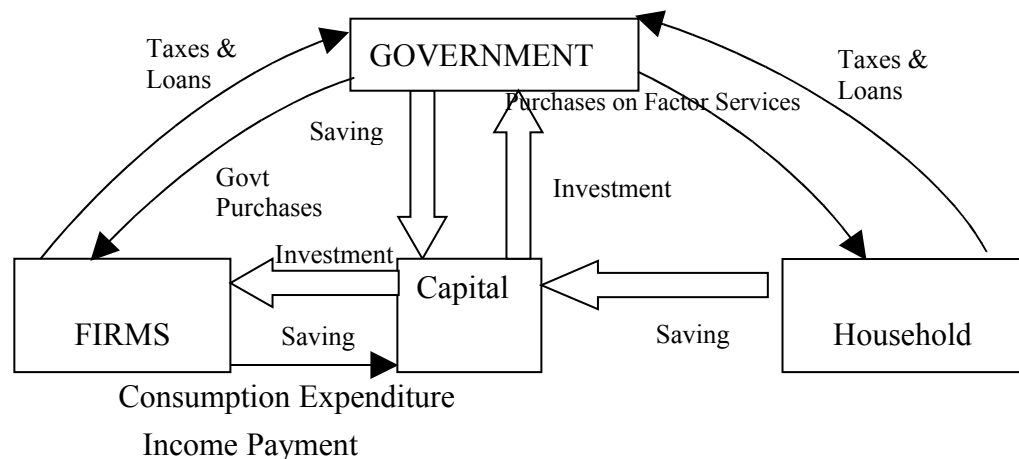 Taxes &
Loans
GOVERNMENT
Taxes &
Loans
Purchases on Factor Services
Saving
Govt
Purchases
Investment
Investment
Capital
FIRMS
Saving
Saving
Household
Consumption Expenditure
Income Payment